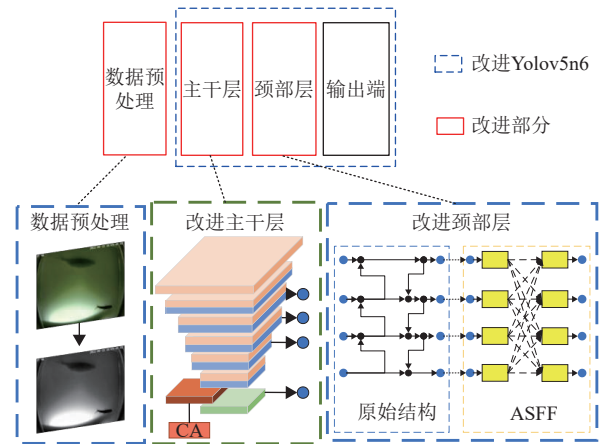 数据预
处理
主干层
颈部层
输出端
改进Yolov5n6
改进部分
数据预处理
改进主干层
改进颈部层
CA
原始结构
ASFF